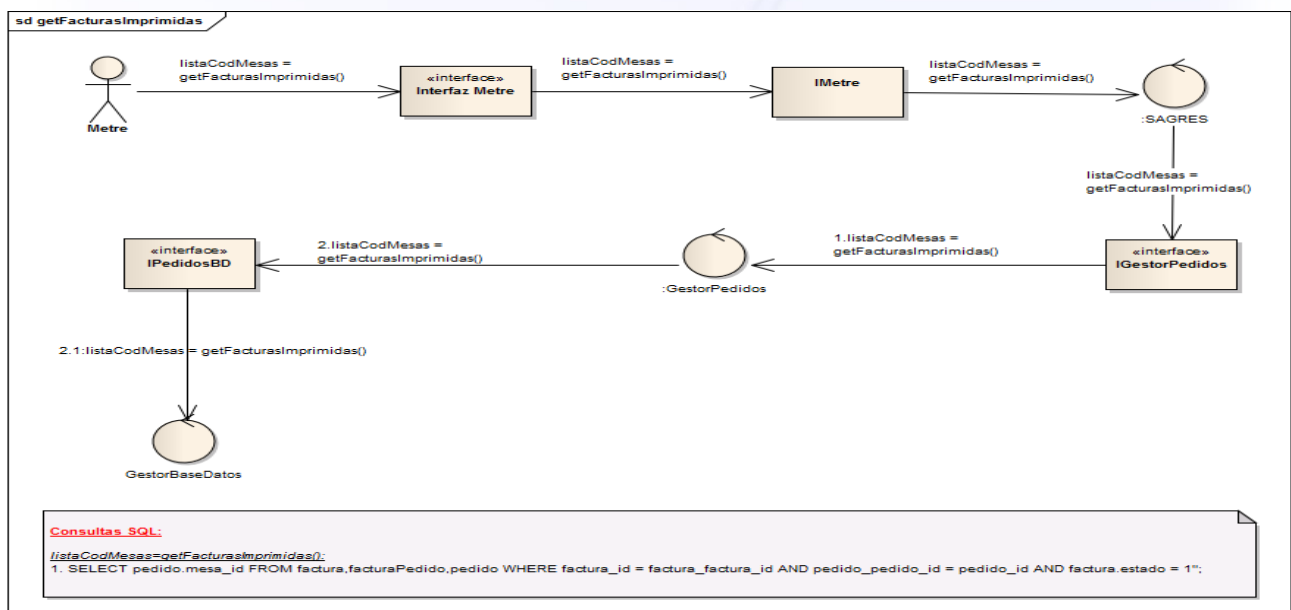 sd getFacturasImprimidas
listaCodMesas =
getFacturasImprimidas()
listaCodMesas =
getFacturasImprimidas()
listaCodMesas =
getFacturasImprimidas()
«interface»
Interfaz Metre
IMetre
Metre
:SAGRES
listaCodMesas =
getFacturasImprimidas()
«interface»
IPedidosBD
2.listaCodMesas =
getFacturasImprimidas()
:GestorPedidos
1.listaCodMesas =
getFacturasImprimidas()
«interface»
IGestorPedidos
2.1:listaCodMesas = getFacturasImprimidas()
GestorBaseDatos
Consultas SQL:
listaCodMesas=getFacturasImprimidas():
1. SELECT pedido.mesa_id FROM factura,facturaPedido,pedido WHERE factura_id = factura_factura_id AND pedido_pedido_id = pedido_id AND factura.estado = 1";